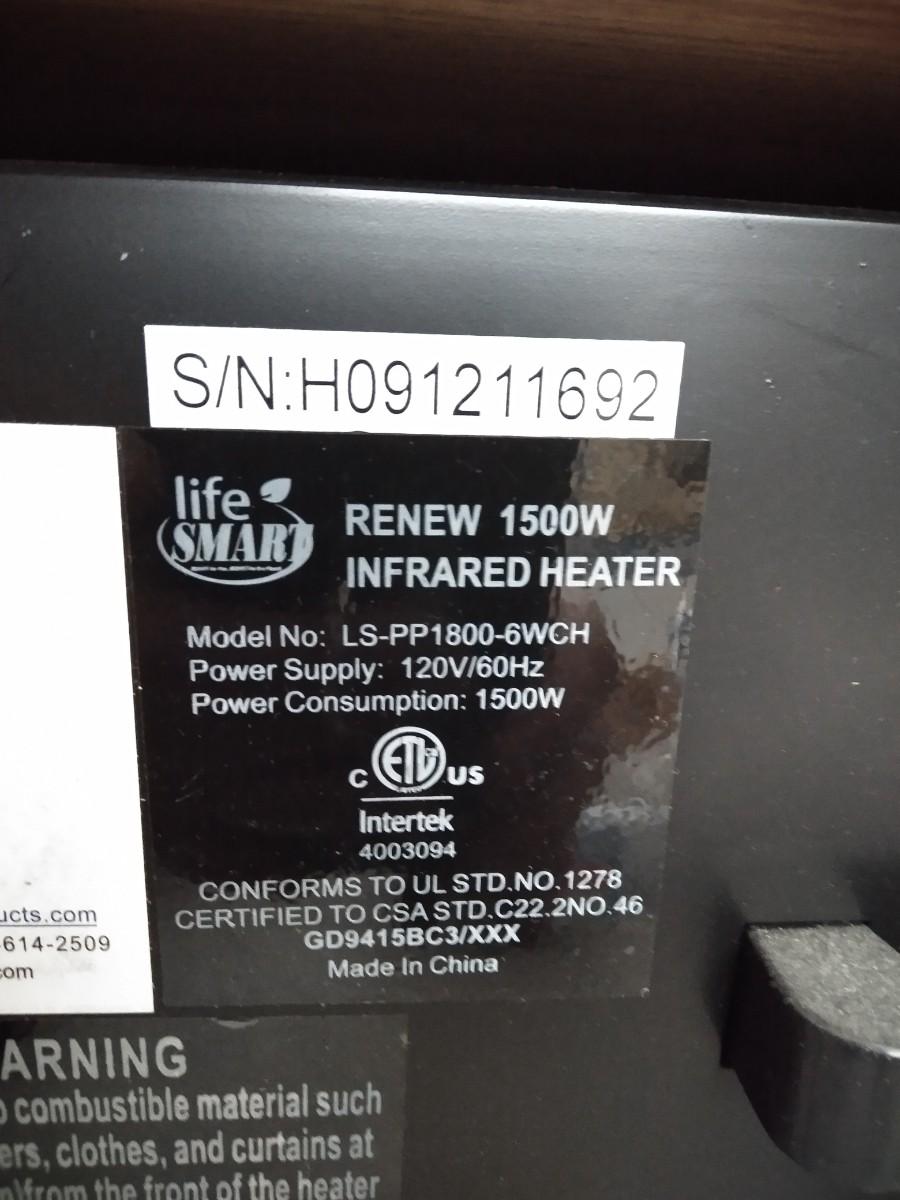 S/N:H091211692
life
SMART
RENEW 1500W
INFRARED HEATER
Model No: LS-PP1800-6WCH
Power Supply: 120V/60Hz
Power Consumption: 1500W
C ETL US
Intertek
4003094
CONFORMS TO UL STD.NO.1278
CERTIFIED TO CSA STD.C22.2NO.46
GD9415BC3/XXX
Made In China
ucts.com
-614-2509
com
ARNING
combustible material such
ers, clothes, and curtains at
from the front of the heater